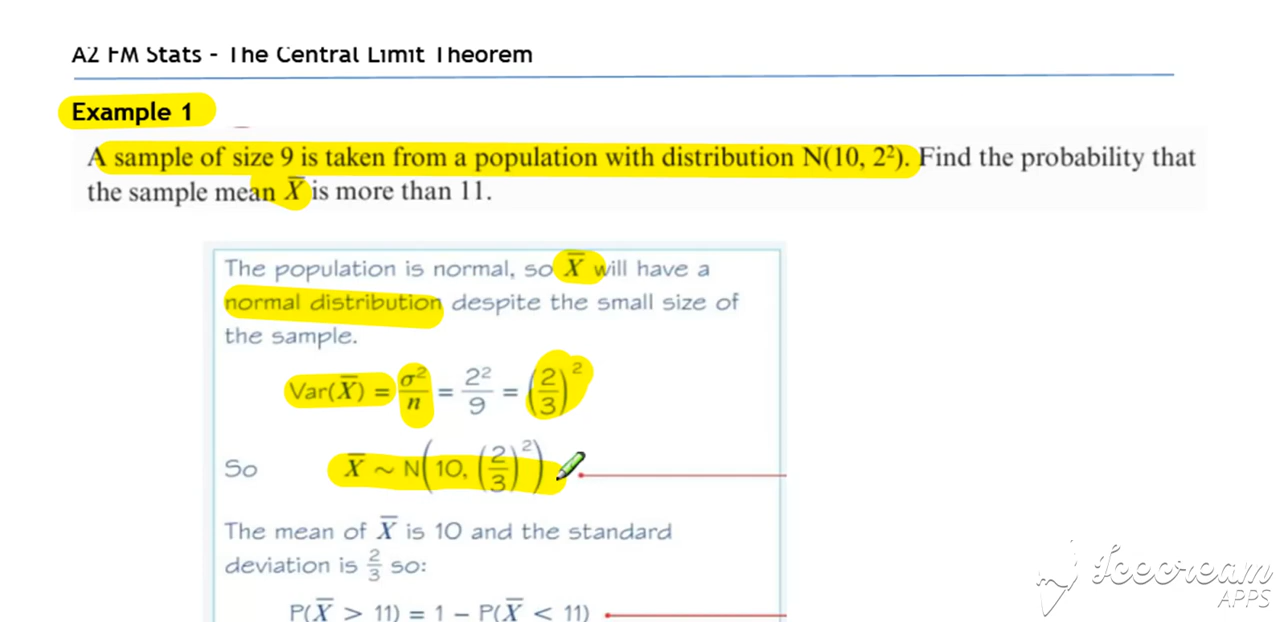 A2 FM Stats - The Central Limit Theorem
Example 1
A sample of size 9 is taken from a population with distribution N(10, 2²). Find the probability that
the sample mean X̅ is more than 11.
The population is normal, so X̅ will have a
normal distribution despite the small size of
the sample.
Var(X̅) = σ²/n = 2²/9 = (2/3)²
So X̅ ~ N(10, (2/3)²)
The mean of X̅ is 10 and the standard
deviation is 2/3 so:
P(X̅ > 11) = 1 − P(X̅ < 11)
Icecream
APPS